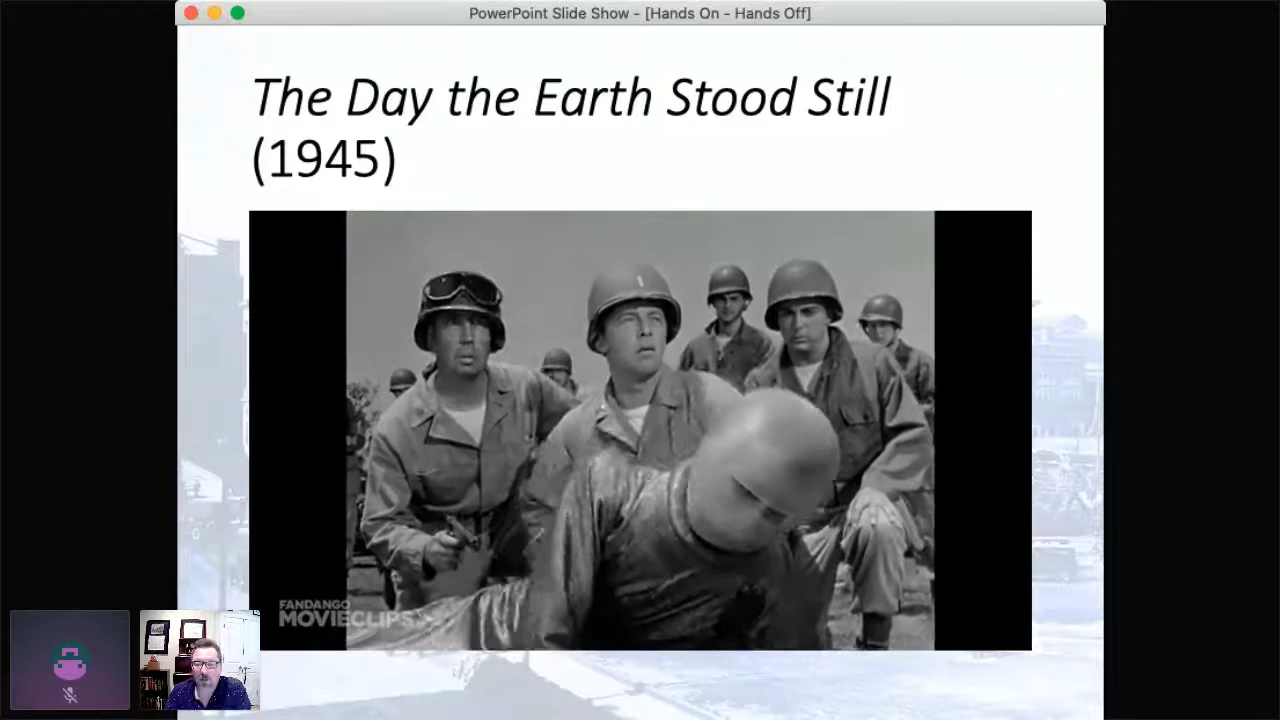 PowerPoint Slide Show - [Hands On - Hands Off]
The Day the Earth Stood Still
(1945)
FANDANGO
MOVIECLIPS